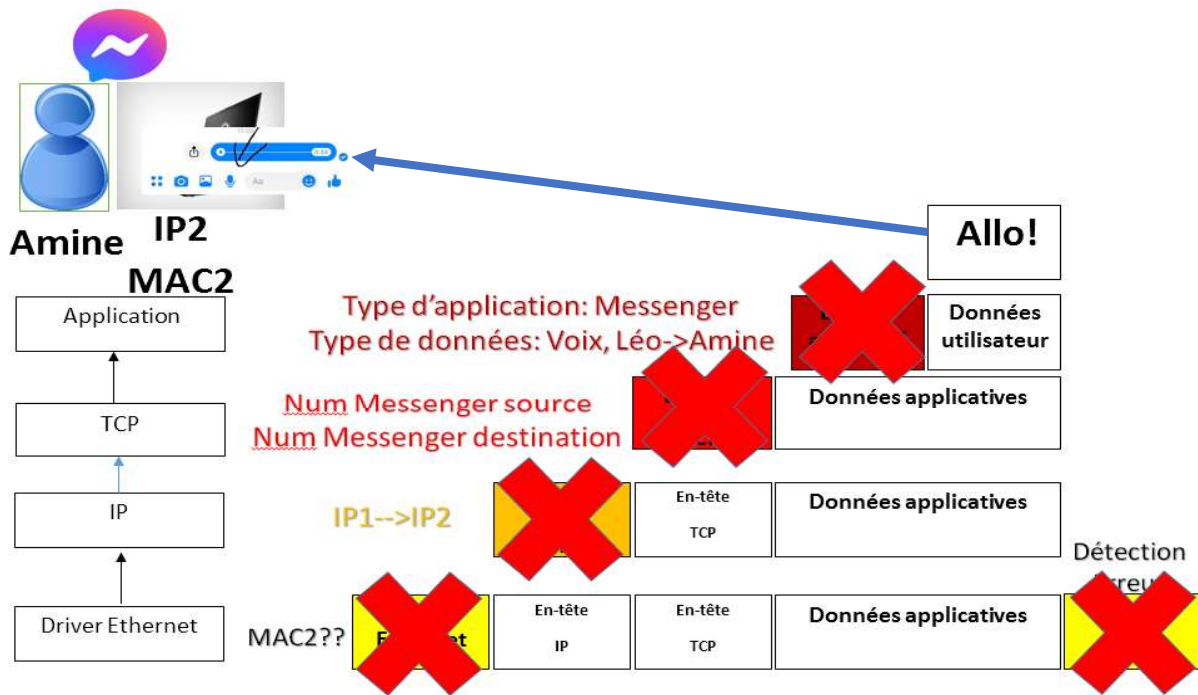 Amine
IP2
MAC2
Aa
Allo!
Application
Type d’application: Messenger
Type de données: Voix, Léo->Amine
Données
utilisateur
TCP
Num Messenger source
Num Messenger destination
Données applicatives
IP
IP1-->IP2
En-tête
TCP
Données applicatives
Détection
Driver Ethernet
MAC2??
En-tête
IP
En-tête
TCP
Données applicatives